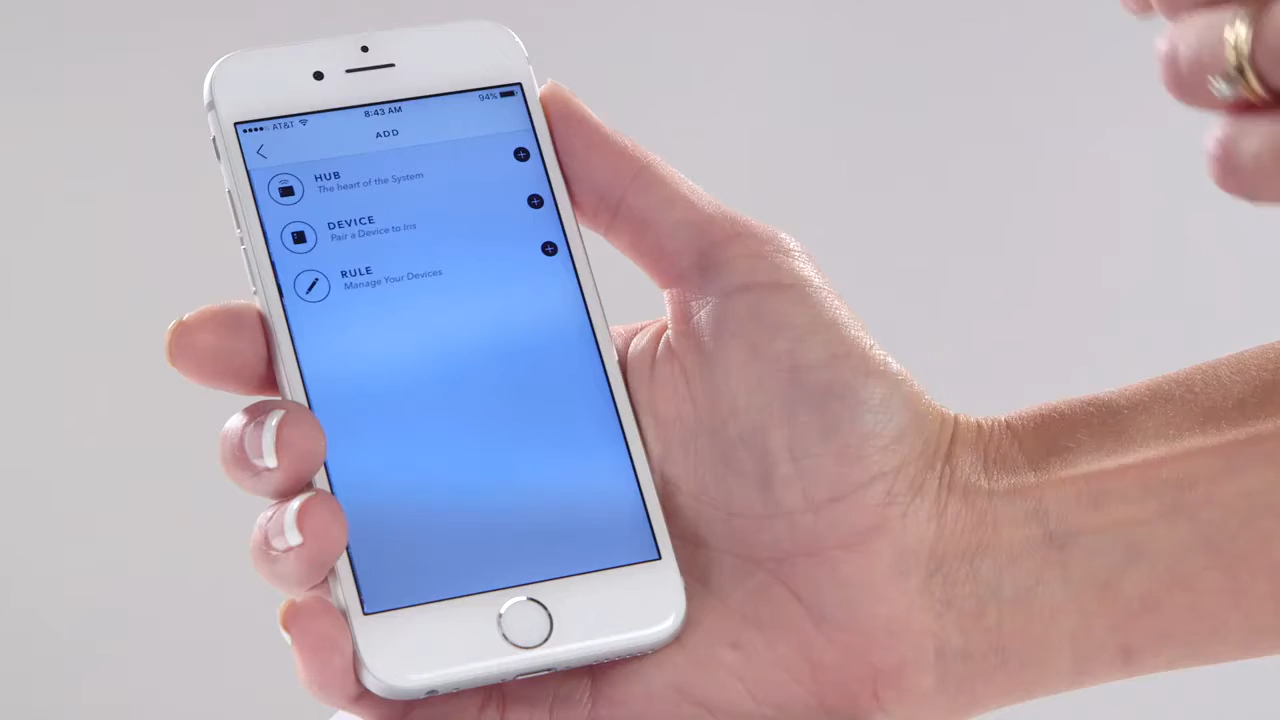 AT&T 8:43 AM 94%
ADD
HUB
The heart of the System
DEVICE
Pair a Device to Iris
RULE
Manage Your Devices